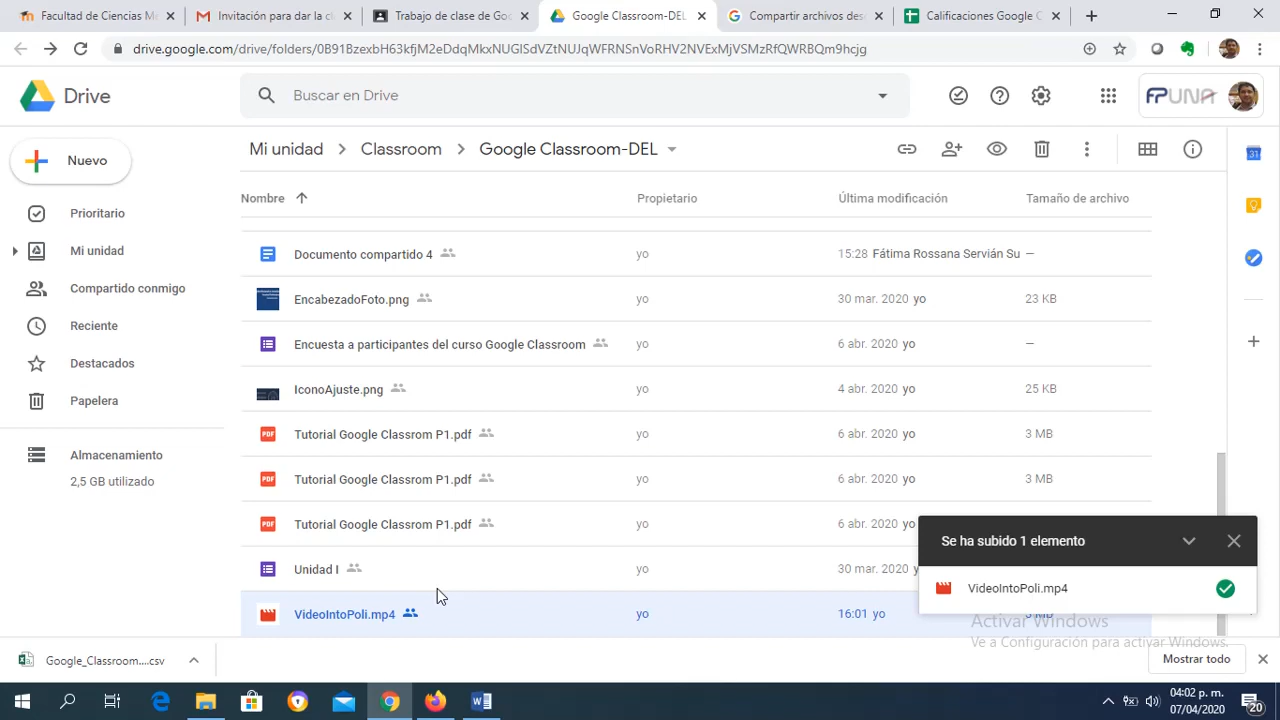 Facultad de Ciencias Mé
Invitación para dar la c
Trabajo de clase de Goo
Google Classroom-DEL
Compartir archivos des
Calificaciones Google C
drive.google.com/drive/folders/
Drive
Buscar en Drive
FPUNA
Nuevo
Mi unidad
Classroom
Google Classroom-DEL
31
Nombre
Propietario
Última modificación
Tamaño de archivo
Prioritario
Mi unidad
Compartido conmigo
Reciente
Destacados
Papelera
Almacenamiento
2,5 GB utilizado
Documento compartido 4 yo 15:28 Fátima Rossana Servián Su —
EncabezadoFoto.png yo 30 mar. 2020 yo 23 KB
Encuesta a participantes del curso Google Classroom yo 6 abr. 2020 yo —
IconoAjuste.png yo 4 abr. 2020 yo 25 KB
PDF Tutorial Google Classrom P1.pdf yo 6 abr. 2020 yo 3 MB
PDF Tutorial Google Classrom P1.pdf yo 6 abr. 2020 yo 3 MB
PDF Tutorial Google Classrom P1.pdf yo 6 abr. 2020 yo
Unidad I yo 30 mar. 2020 y
VideoIntoPoli.mp4 yo 16:01 yo
Se ha subido 1 elemento
VideoIntoPoli.mp4
Activar Windows
Ve a Configuración para activar Windows.
Google_Classroom....csv
Mostrar todo
04:02 p. m.
07/04/2020
20